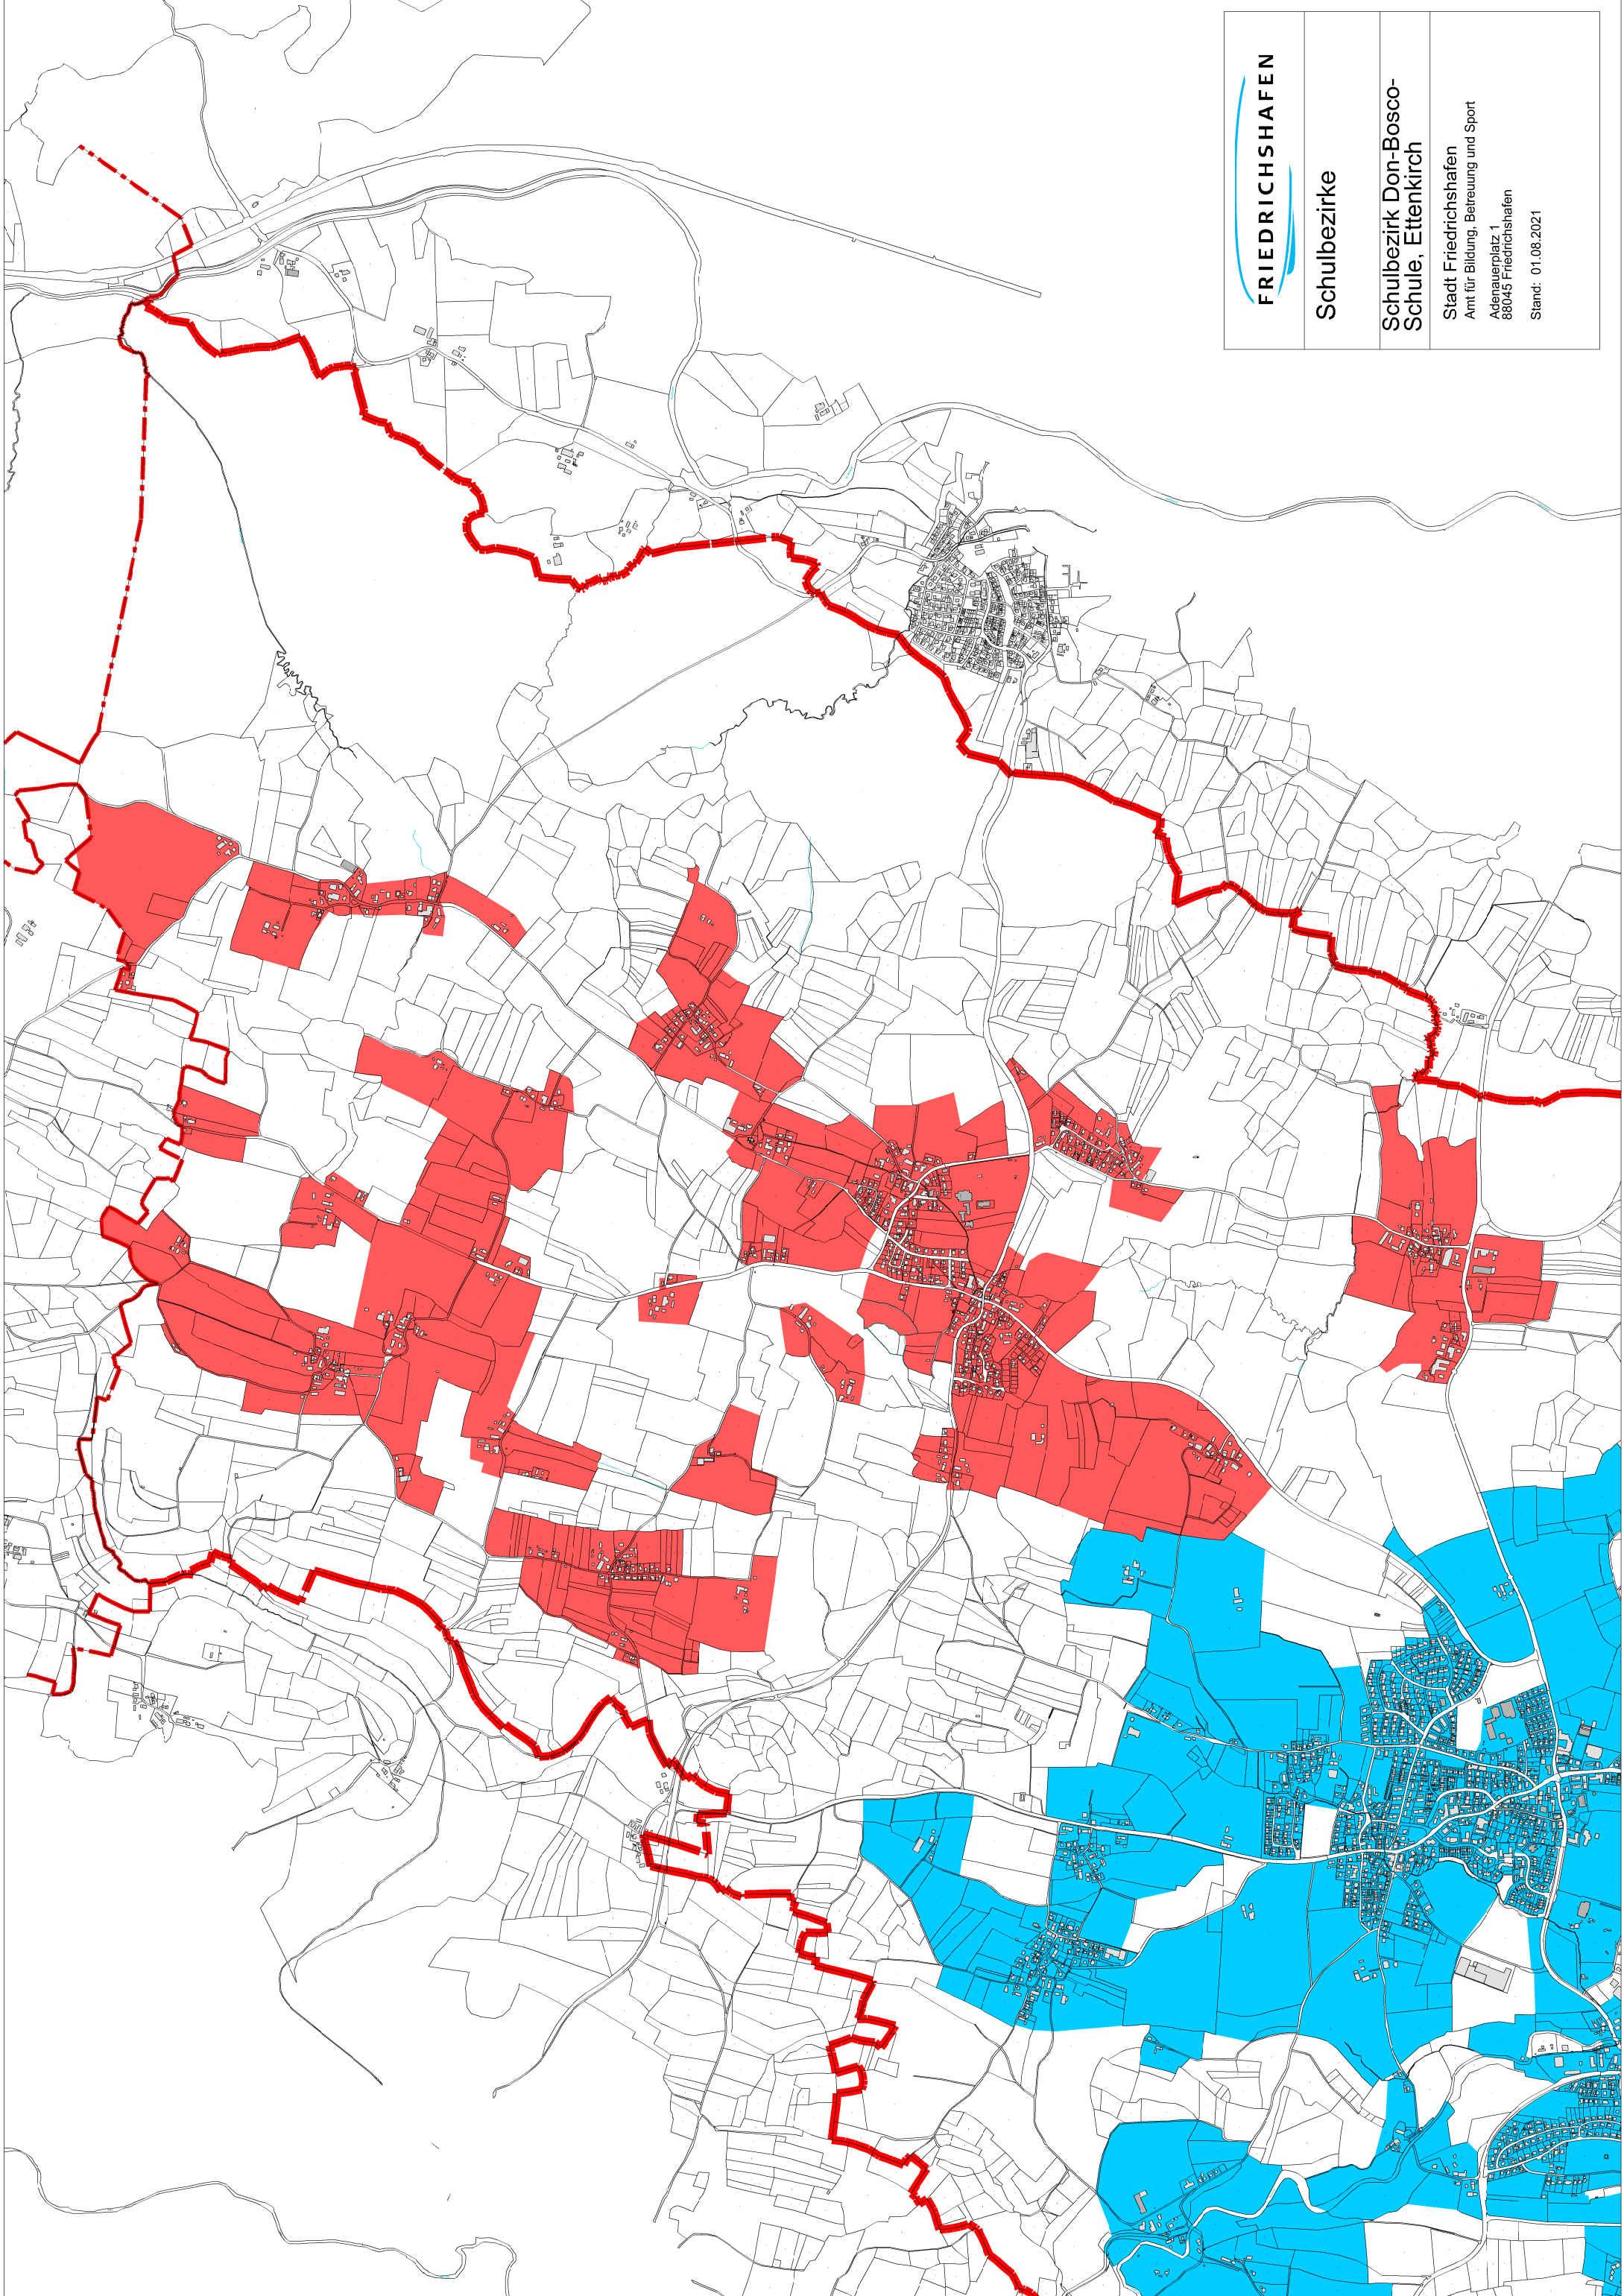 FRIEDRICHSHAFEN
Schulbezirke
Schulbezirk Don-Bosco-
Schule, Ettenkirch
Stadt Friedrichshafen
Amt für Bildung, Betreuung und Sport
Adenauerplatz 1
88045 Friedrichshafen
Stand: 01.08.2021